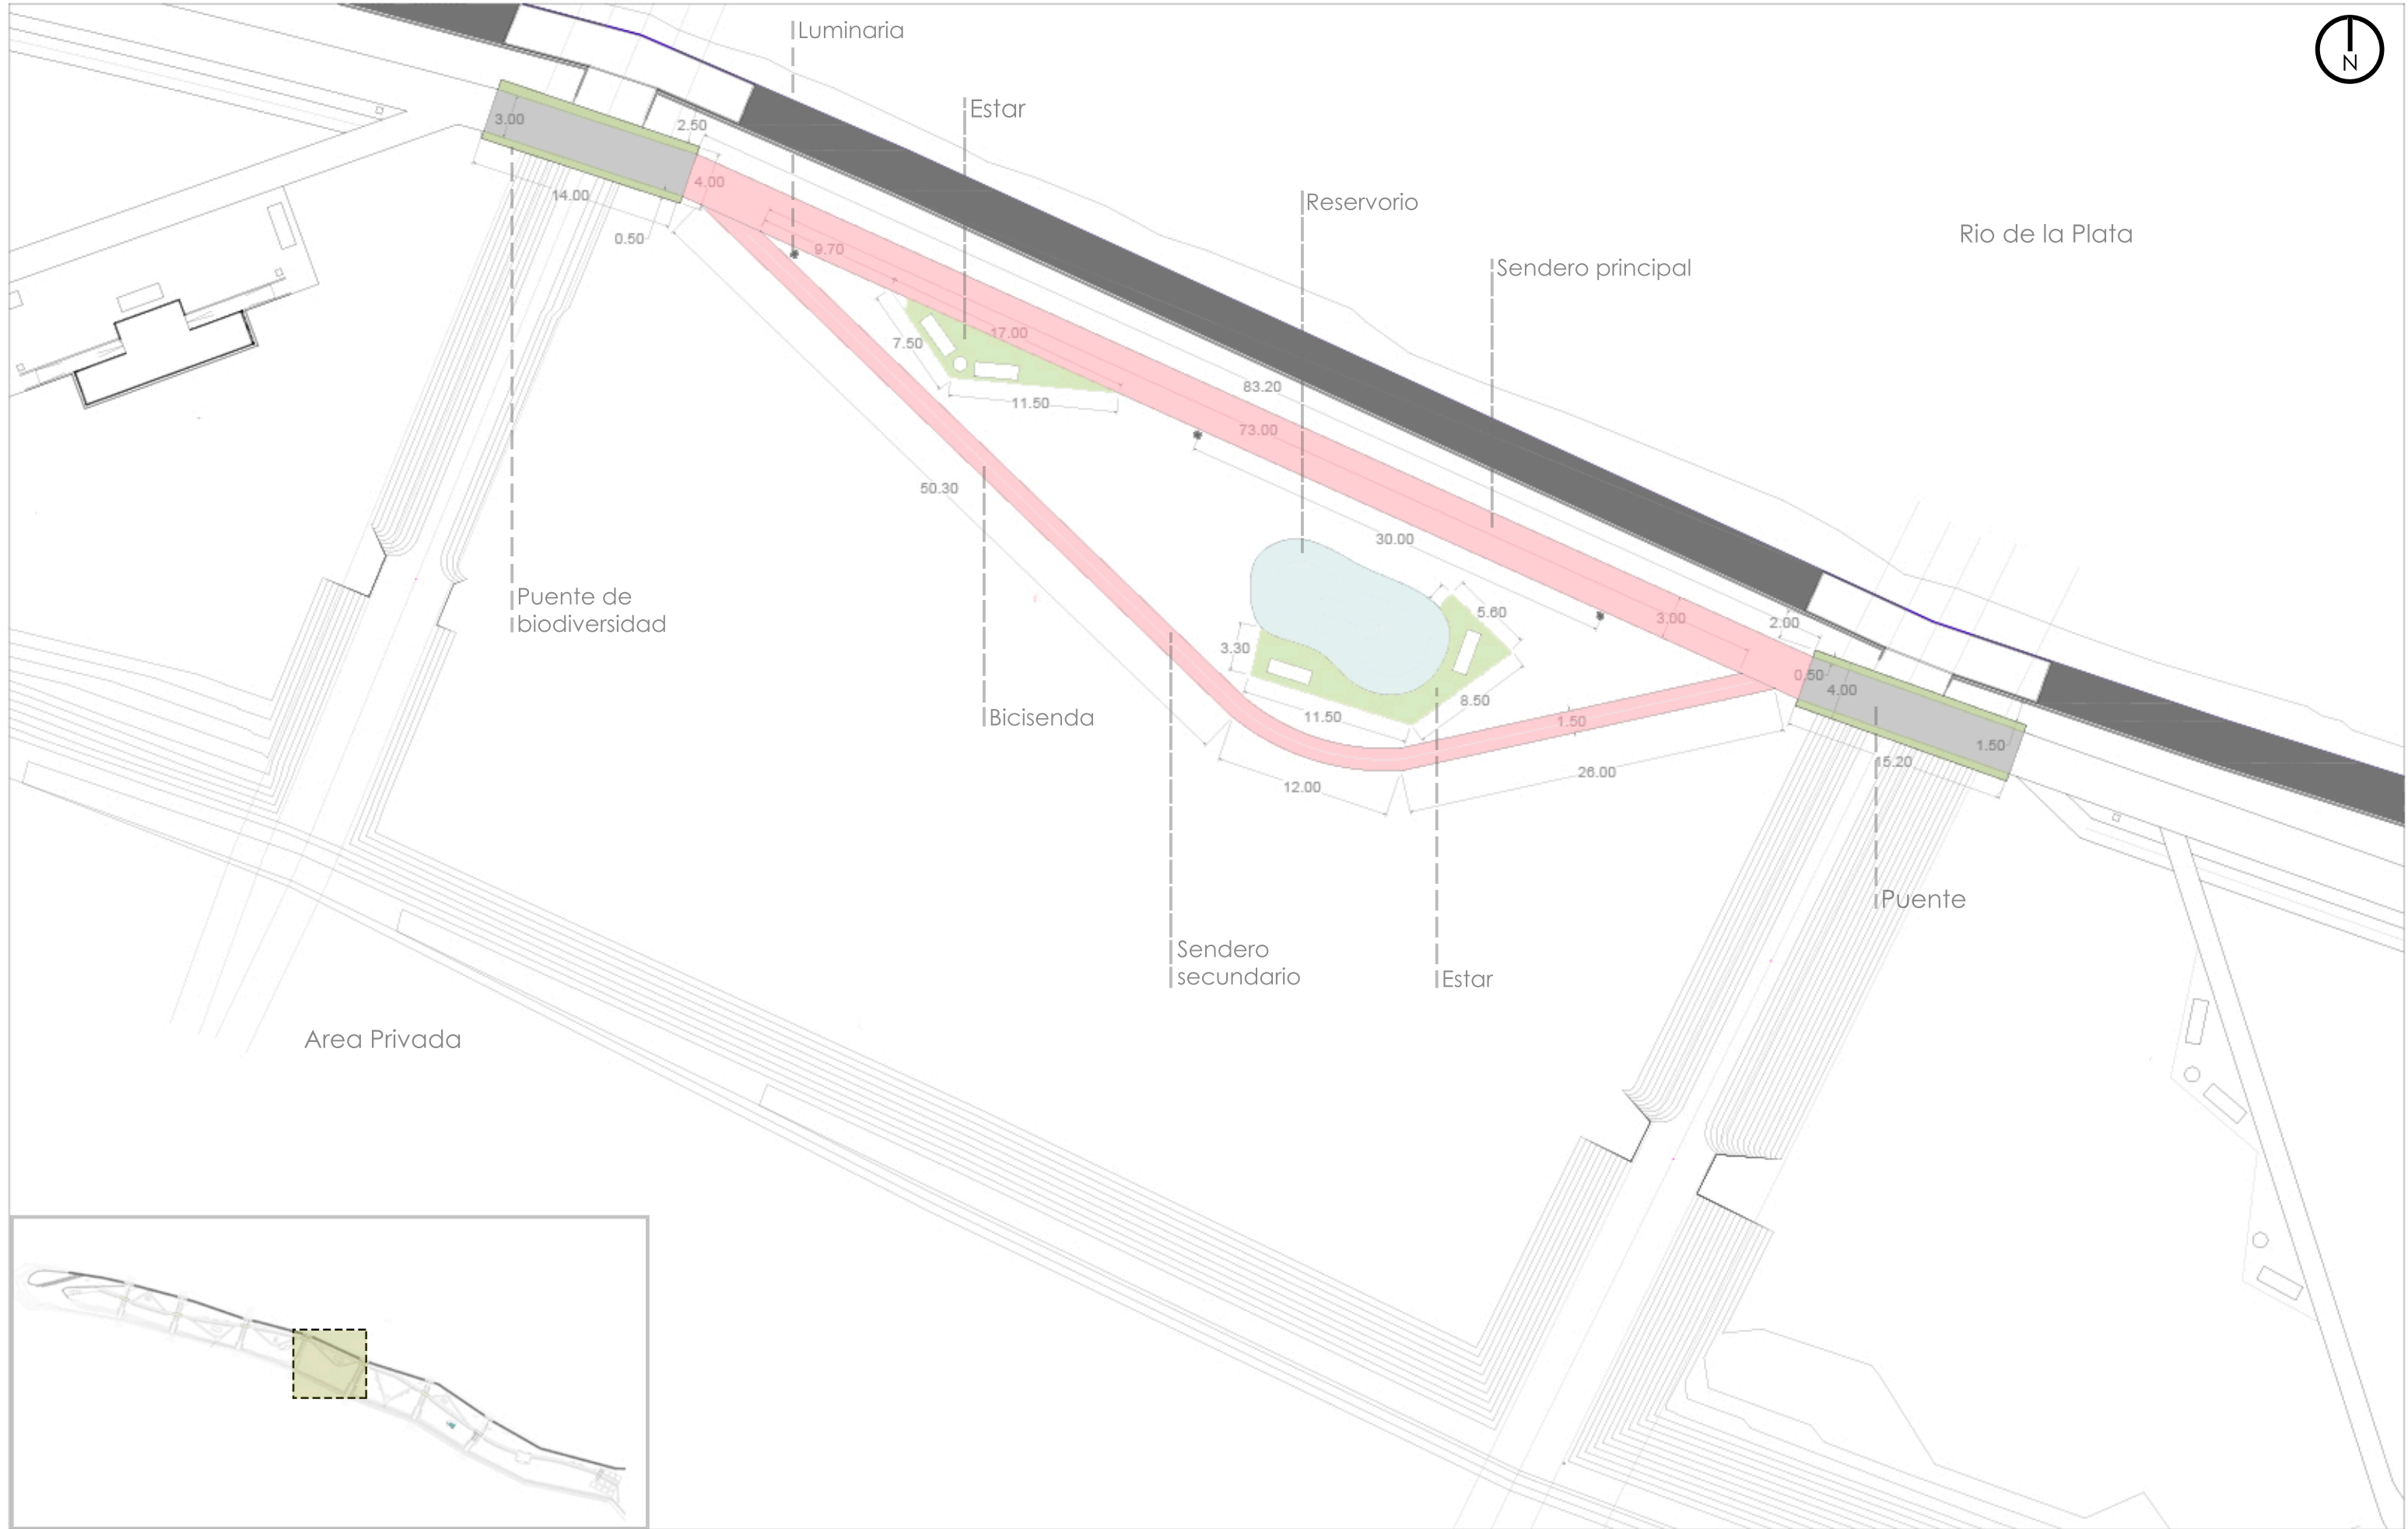 Luminaria
N
Estar
3.00
2.50
4.00
14.00
Reservorio
0.50
9.70
Rio de la Plata
Sendero principal
17.00
7.50
83.20
11.50
73.00
50.30
30.00
Puente de
biodiversidad
5.60
3.00
2.00
3.30
0.50
4.00
8.50
11.50
1.50
Bicisenda
1.50
15.20
26.00
12.00
Puente
Sendero
secundario
Estar
Area Privada